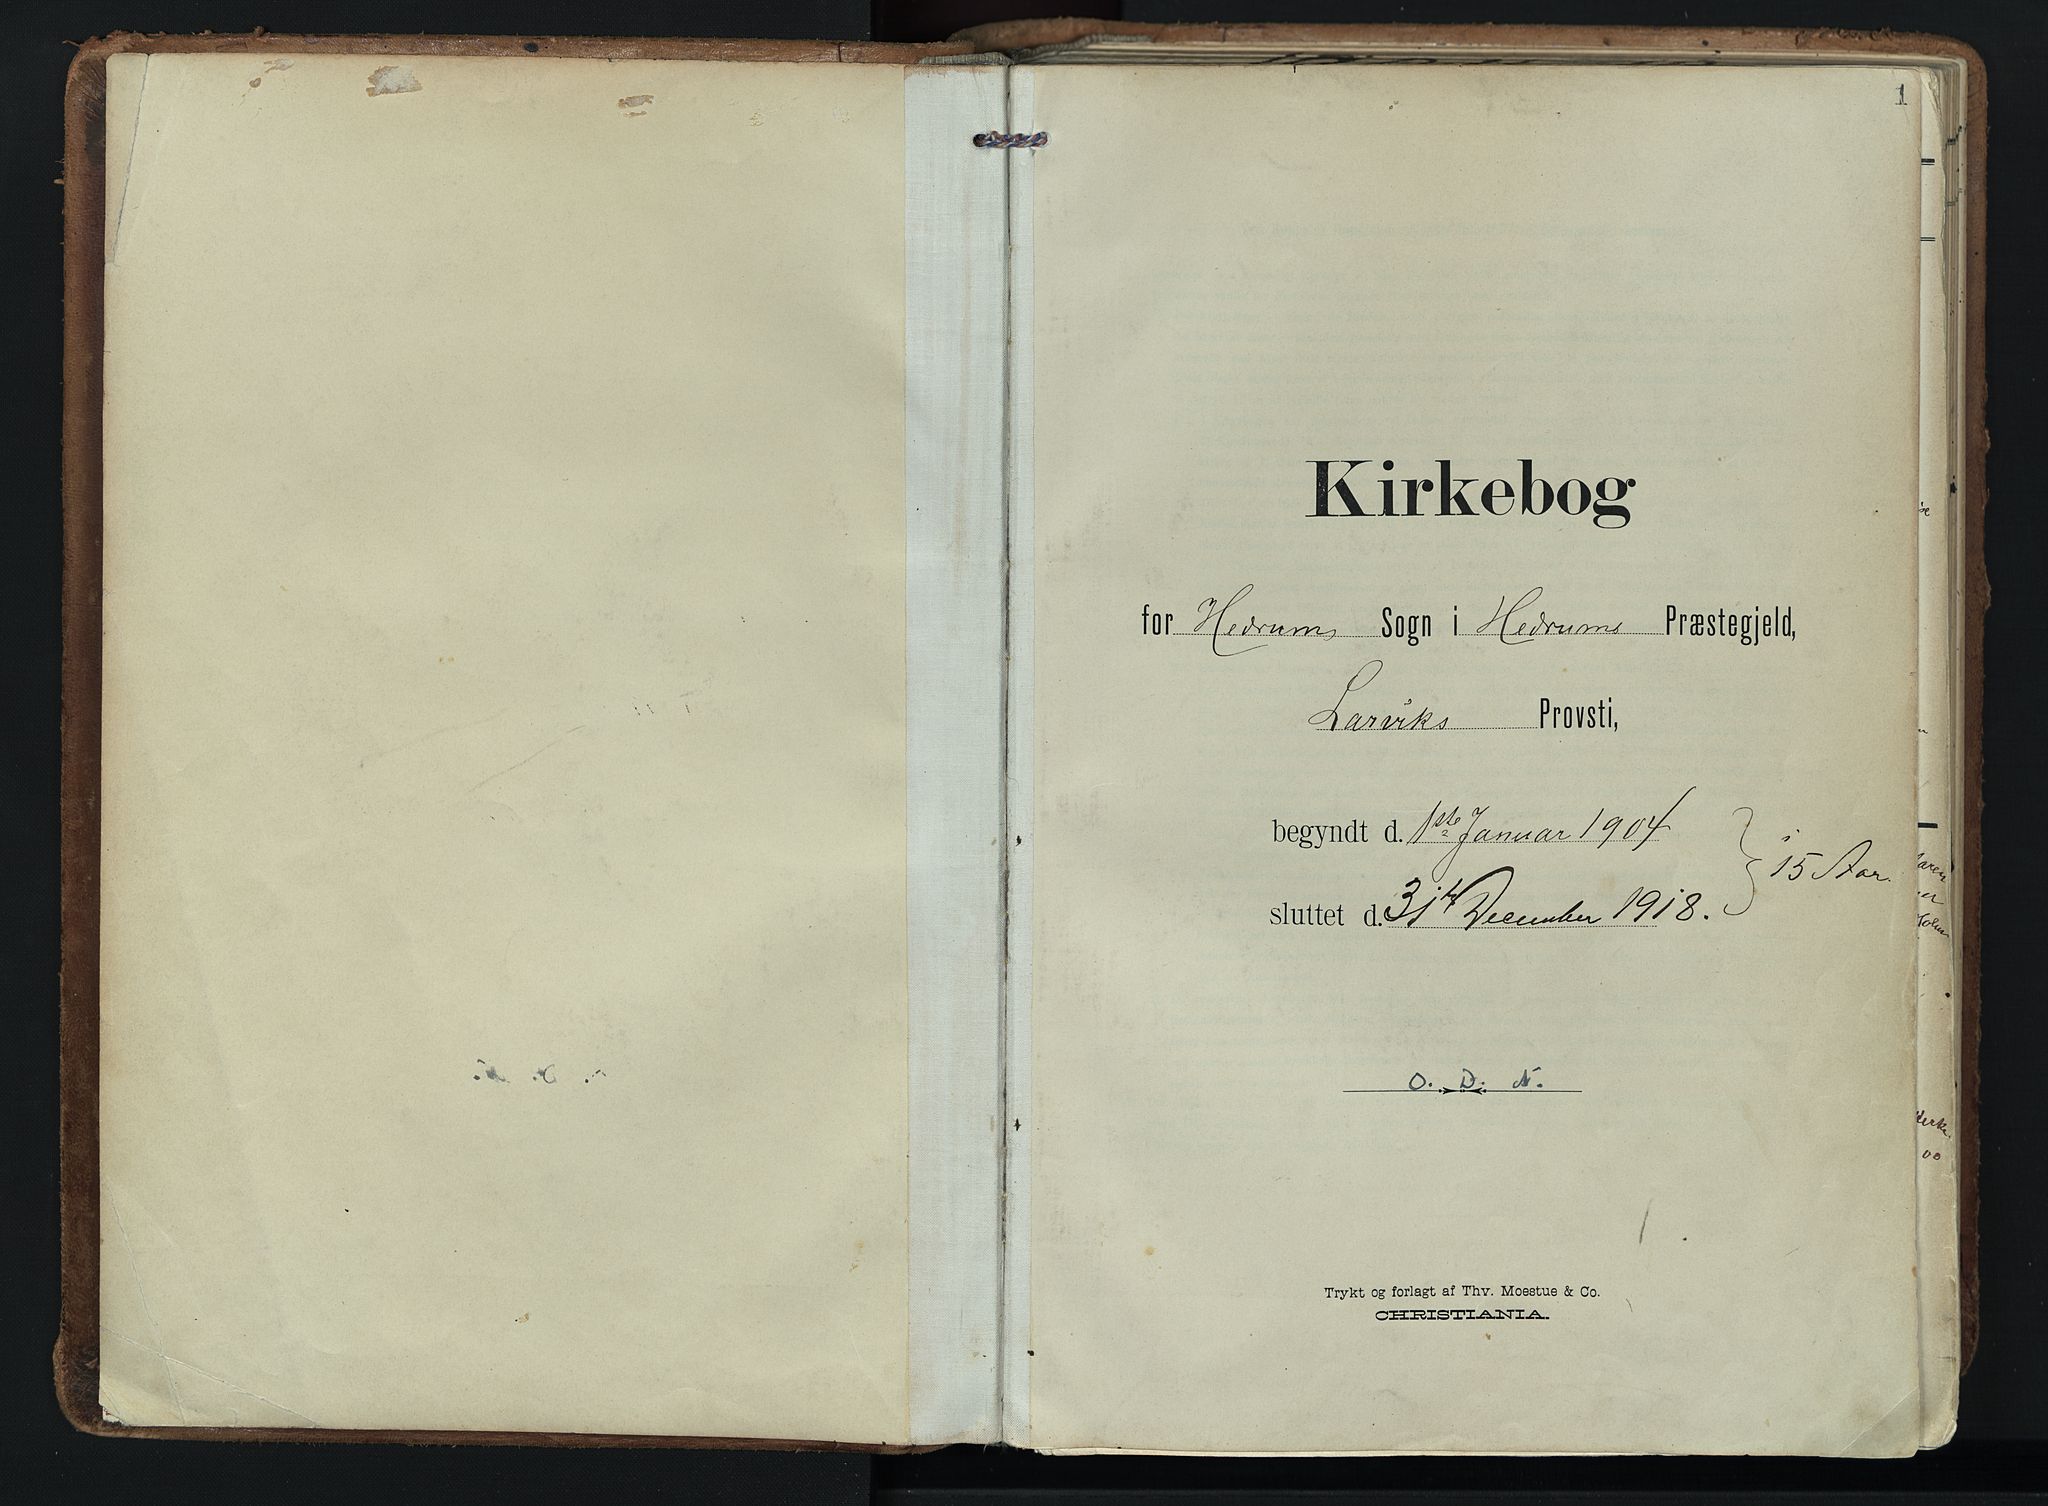 1
Kirkebog
for Hedrums Sogn i Hedrums Præstegjeld,
Larviks Provsti,
begyndt d. 1ste Januar 1904
i 15 Aar.
sluttet d. 31te December 1918.
O. D. N.
Trykt og forlagt af Thv. Moestue & Co.
CHRISTIANIA.